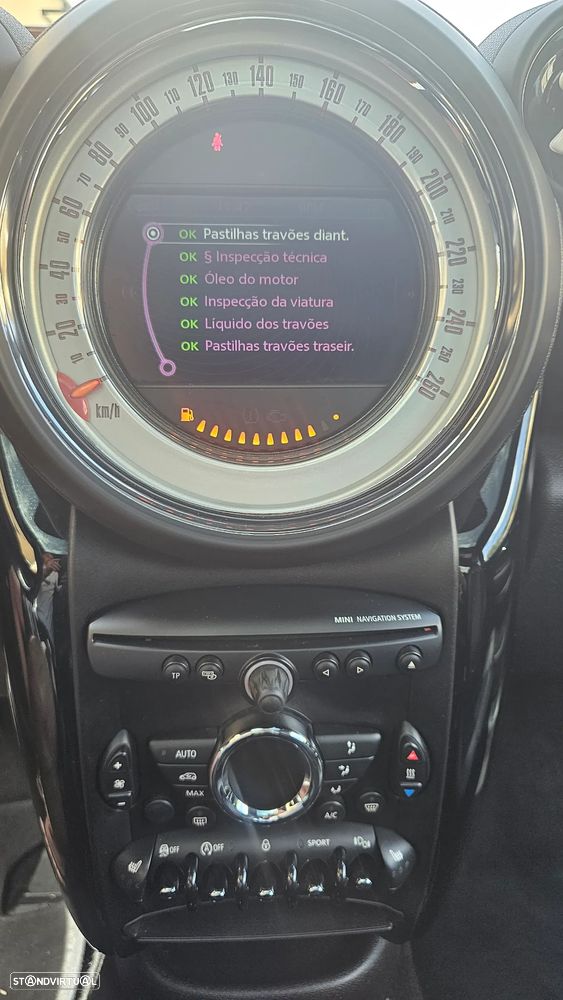 10 20 30 40 50 60 70 80 90 100 110 120 130 140 150 160 170 180 190 200 210 220 230 240 250 260
km/h
OK Pastilhas travões diant.
OK § Inspecção técnica
OK Óleo do motor
OK Inspecção da viatura
OK Líquido dos travões
OK Pastilhas travões traseir.
MINI NAVIGATION SYSTEM
TP
AUTO
MAX
A/C
OFF OFF SPORT
STANDVIRTUAL